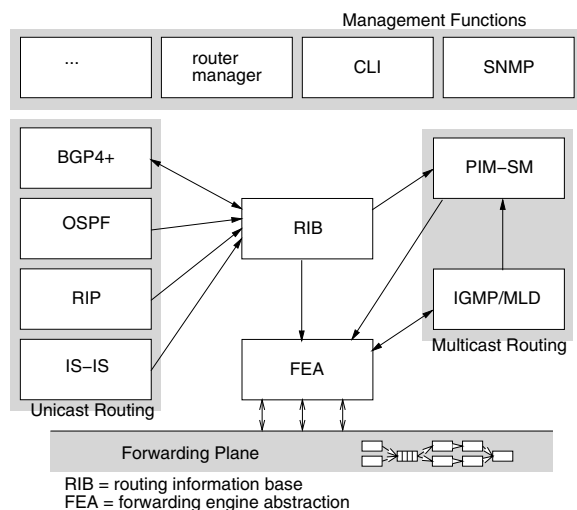 Management Functions
...
router
manager
CLI
SNMP
BGP4+
OSPF
RIP
IS−IS
Unicast Routing
RIB
FEA
PIM−SM
IGMP/MLD
Multicast Routing
Forwarding Plane
RIB = routing information base
FEA = forwarding engine abstraction